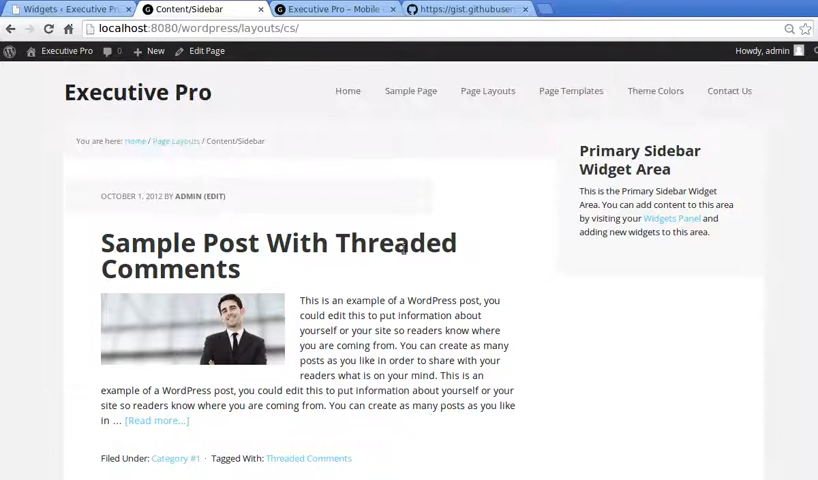 Widgets ‹ Executive Pr...
Content/Sidebar
Executive Pro – Mobile
https://gist.githubuser
localhost:8080/wordpress/layouts/cs/
Executive Pro
0
New
Edit Page
Howdy, admin
Executive Pro
Home
Sample Page
Page Layouts
Page Templates
Theme Colors
Contact Us
You are here: Home / Page Layouts / Content/Sidebar
OCTOBER 1, 2012 BY ADMIN (EDIT)
Sample Post With Threaded
Comments
This is an example of a WordPress post, you
could edit this to put information about
yourself or your site so readers know where
you are coming from. You can create as many
posts as you like in order to share with your
readers what is on your mind. This is an
example of a WordPress post, you could edit this to put information about yourself or your
site so readers know where you are coming from. You can create as many posts as you like
in ... [Read more...]
Filed Under: Category #1 · Tagged With: Threaded Comments
Primary Sidebar
Widget Area
This is the Primary Sidebar Widget
Area. You can add content to this area
by visiting your Widgets Panel and
adding new widgets to this area.